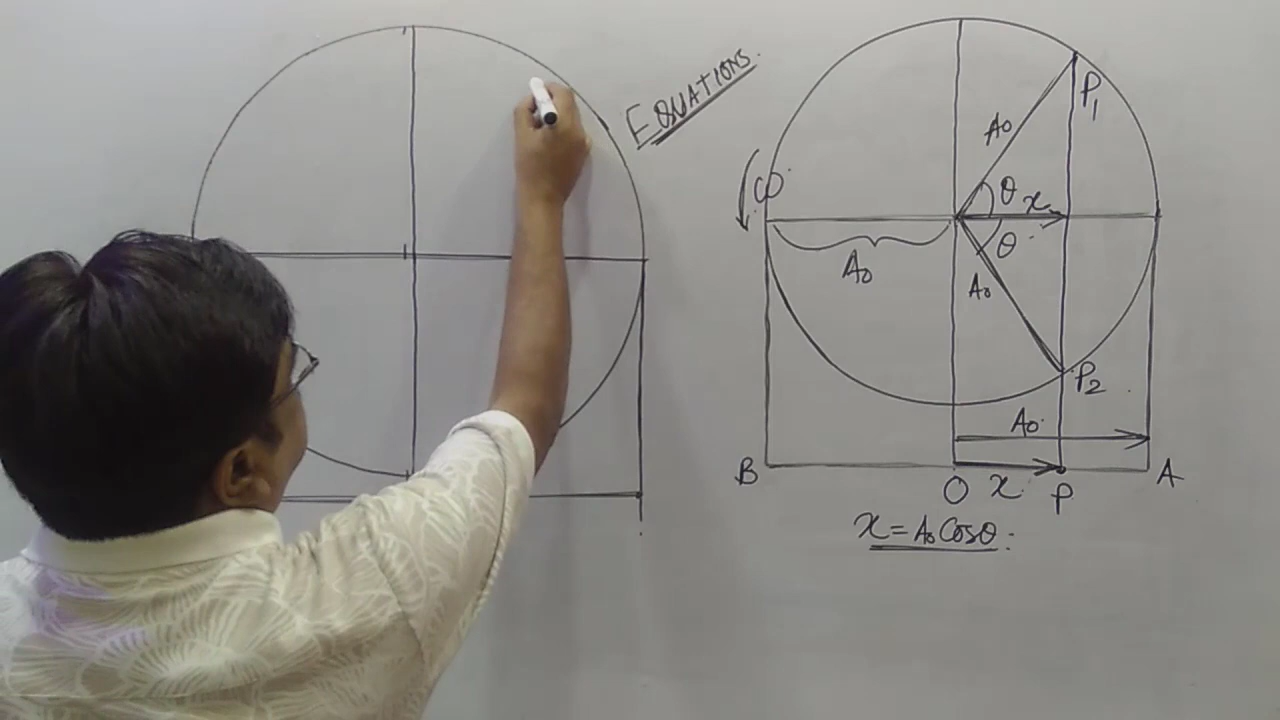 EQUATIONS.
P1
A0
θ
x
ω
θ
A0
A0
P2
A0
B
O
x
P
A
x = A0 Cosθ.